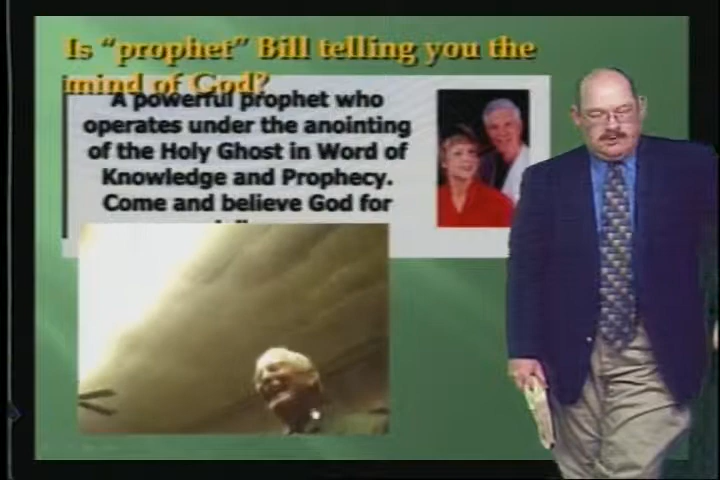 Is “prophet” Bill telling you the
mind of God?
A powerful prophet who
operates under the anointing
of the Holy Ghost in Word of
Knowledge and Prophecy.
Come and believe God for